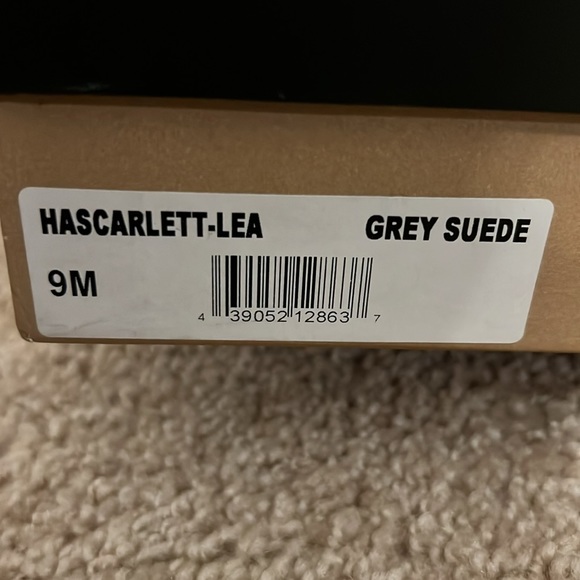 HASCARLETT-LEA GREY SUEDE
9M
4 39052 12863 7